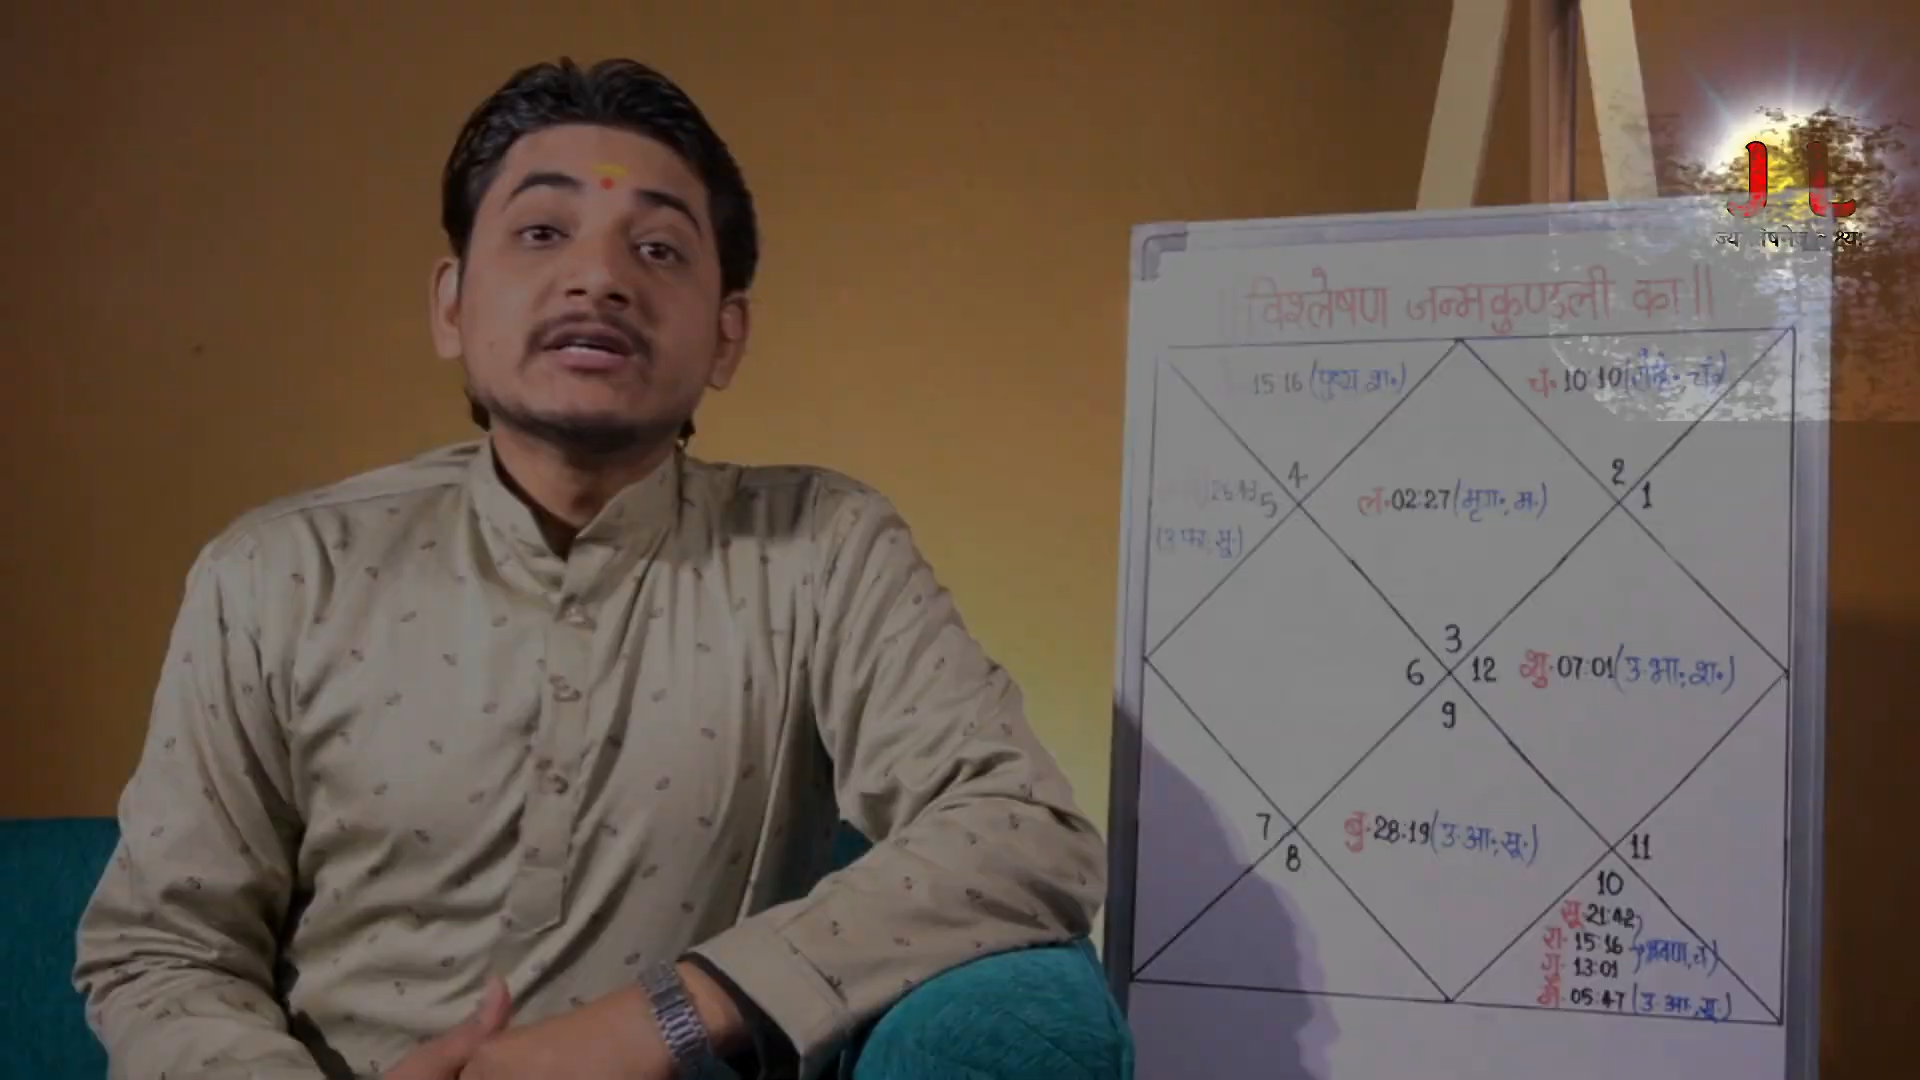 JL
|| विश्लेषण जन्मकुण्डली का ||
15:16 (पुष्य, श॰)
चं॰ 10:10 (रोहि॰, चं॰)
4
2
5
1
ल॰ 02:27 (मृग॰, म॰)
(उ.फा., सू॰)
3
6
12
शु॰ 07:01 (उ॰भा॰, श॰)
9
7
बु॰ 28:19 (उ॰आ॰, सू॰)
11
8
10
सू॰ 21:42
रा॰ 15:16
(श्रवण, चं)
गु॰ 13:01
मं॰ 05:47 (उ॰आ॰, सू॰)